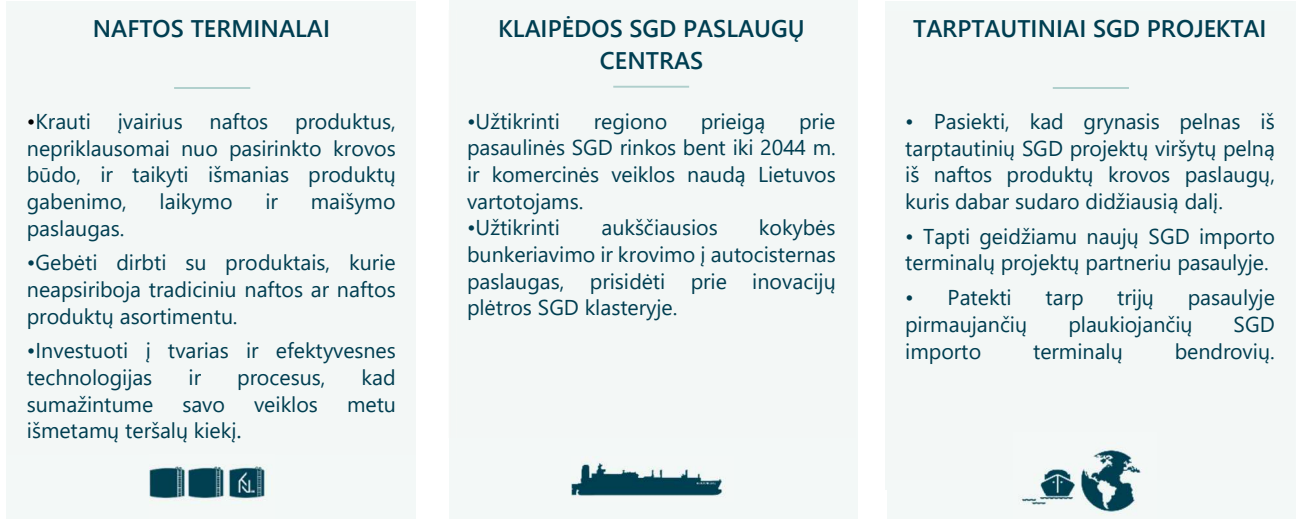 NAFTOS TERMINALAI
•Krauti įvairius naftos produktus,
nepriklausomai nuo pasirinkto krovos
būdo, ir taikyti išmanias produktų
gabenimo, laikymo ir maišymo
paslaugas.
•Gebėti dirbti su produktais, kurie
neapsiriboja tradiciniu naftos ar naftos
produktų asortimentu.
•Investuoti į tvarias ir efektyvesnes
technologijas ir procesus, kad
sumažintume savo veiklos metu
išmetamų teršalų kiekį.
KLAIPĖDOS SGD PASLAUGŲ
CENTRAS
•Užtikrinti regiono prieigą prie
pasaulinės SGD rinkos bent iki 2044 m.
ir komercinės veiklos naudą Lietuvos
vartotojams.
•Užtikrinti aukščiausios kokybės
bunkeriavimo ir krovimo į autocisternas
paslaugas, prisidėti prie inovacijų
plėtros SGD klasteryje.
TARPTAUTINIAI SGD PROJEKTAI
• Pasiekti, kad grynasis pelnas iš
tarptautinių SGD projektų viršytų pelną
iš naftos produktų krovos paslaugų,
kuris dabar sudaro didžiausią dalį.
• Tapti geidžiamu naujų SGD importo
terminalų projektų partneriu pasaulyje.
• Patekti tarp trijų pasaulyje
pirmaujančių plaukiojančių SGD
importo terminalų bendrovių.